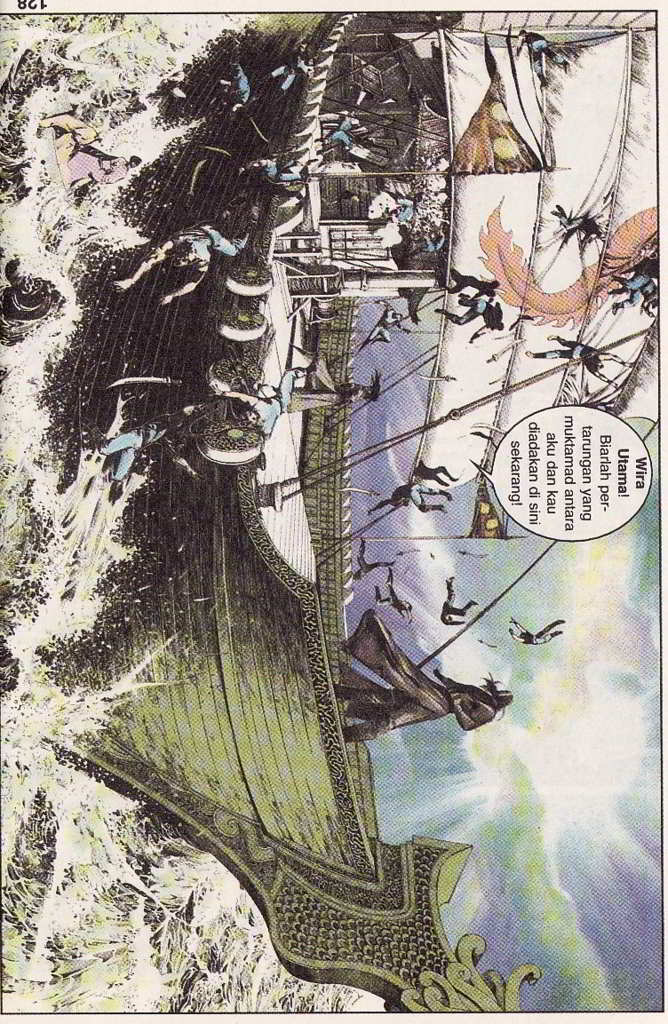 Wira
Utama!
Biarlah per-
tarungan yang
muktamad antara
aku dan kau
diadakan di sini
sekarang!
128